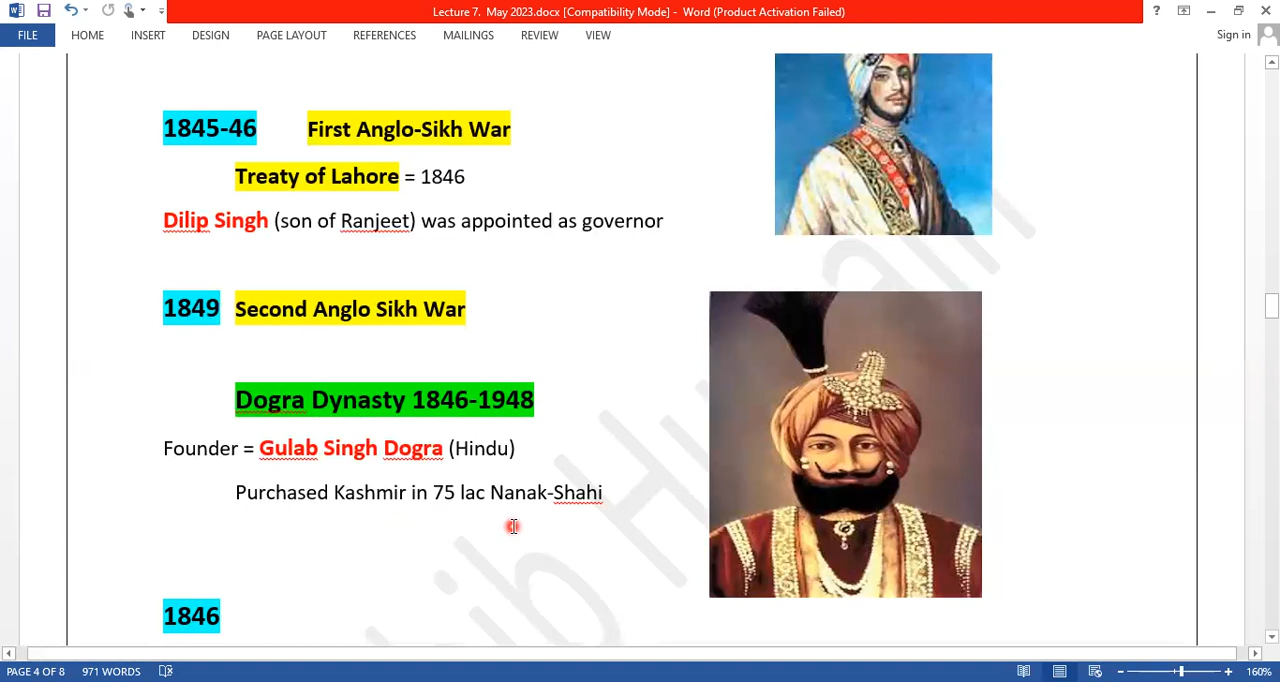 Lecture 7. May 2023.docx [Compatibility Mode] - Word (Product Activation Failed)
FILE HOME INSERT DESIGN PAGE LAYOUT REFERENCES MAILINGS REVIEW VIEW Sign in
1845-46 First Anglo-Sikh War
Treaty of Lahore = 1846
Dilip Singh (son of Ranjeet) was appointed as governor
1849 Second Anglo Sikh War
Dogra Dynasty 1846-1948
Founder = Gulab Singh Dogra (Hindu)
Purchased Kashmir in 75 lac Nanak-Shahi
1846
PAGE 4 OF 8 971 WORDS 160%